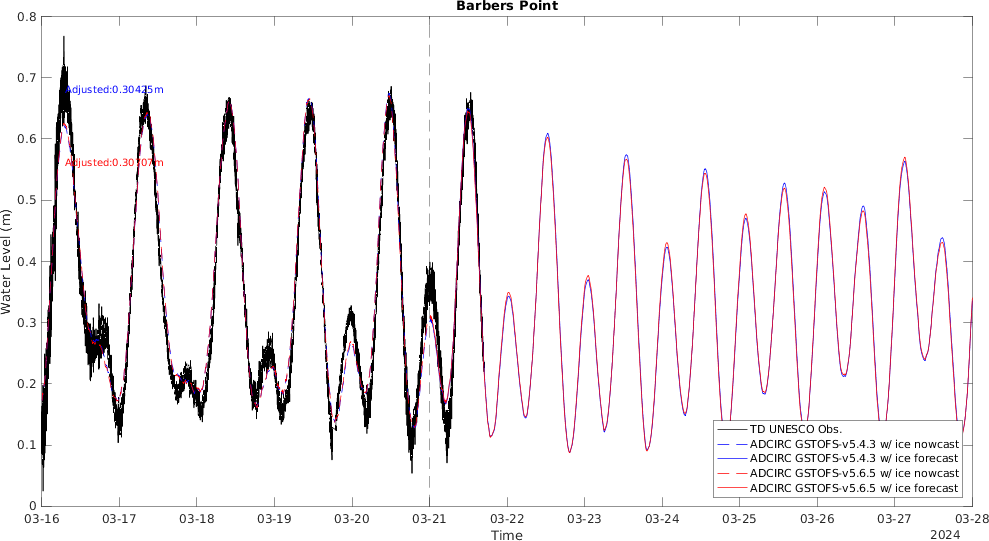 Barbers Point
0.8
0.7
0.6
0.5
0.4
0.3
0.2
0.1
0
Water Level (m)
Adjusted:0.30425m
Adjusted:0.30707m
TD UNESCO Obs.
ADCIRC GSTOFS-v5.4.3 w/ ice nowcast
ADCIRC GSTOFS-v5.4.3 w/ ice forecast
ADCIRC GSTOFS-v5.6.5 w/ ice nowcast
ADCIRC GSTOFS-v5.6.5 w/ ice forecast
03-16 03-17 03-18 03-19 03-20 03-21 03-22 03-23 03-24 03-25 03-26 03-27 03-28
Time
2024